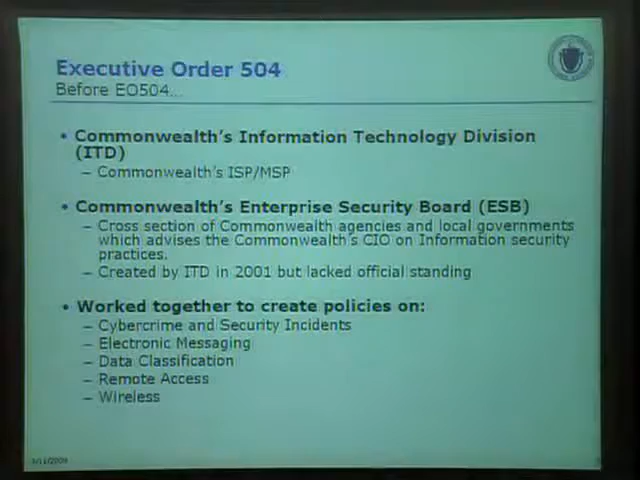 Executive Order 504
Before EO504...
• Commonwealth's Information Technology Division
(ITD)
– Commonwealth's ISP/MSP
• Commonwealth's Enterprise Security Board (ESB)
– Cross section of Commonwealth agencies and local governments
which advises the Commonwealth's CIO on Information security
practices.
– Created by ITD in 2001 but lacked official standing
• Worked together to create policies on:
– Cybercrime and Security Incidents
– Electronic Messaging
– Data Classification
– Remote Access
– Wireless